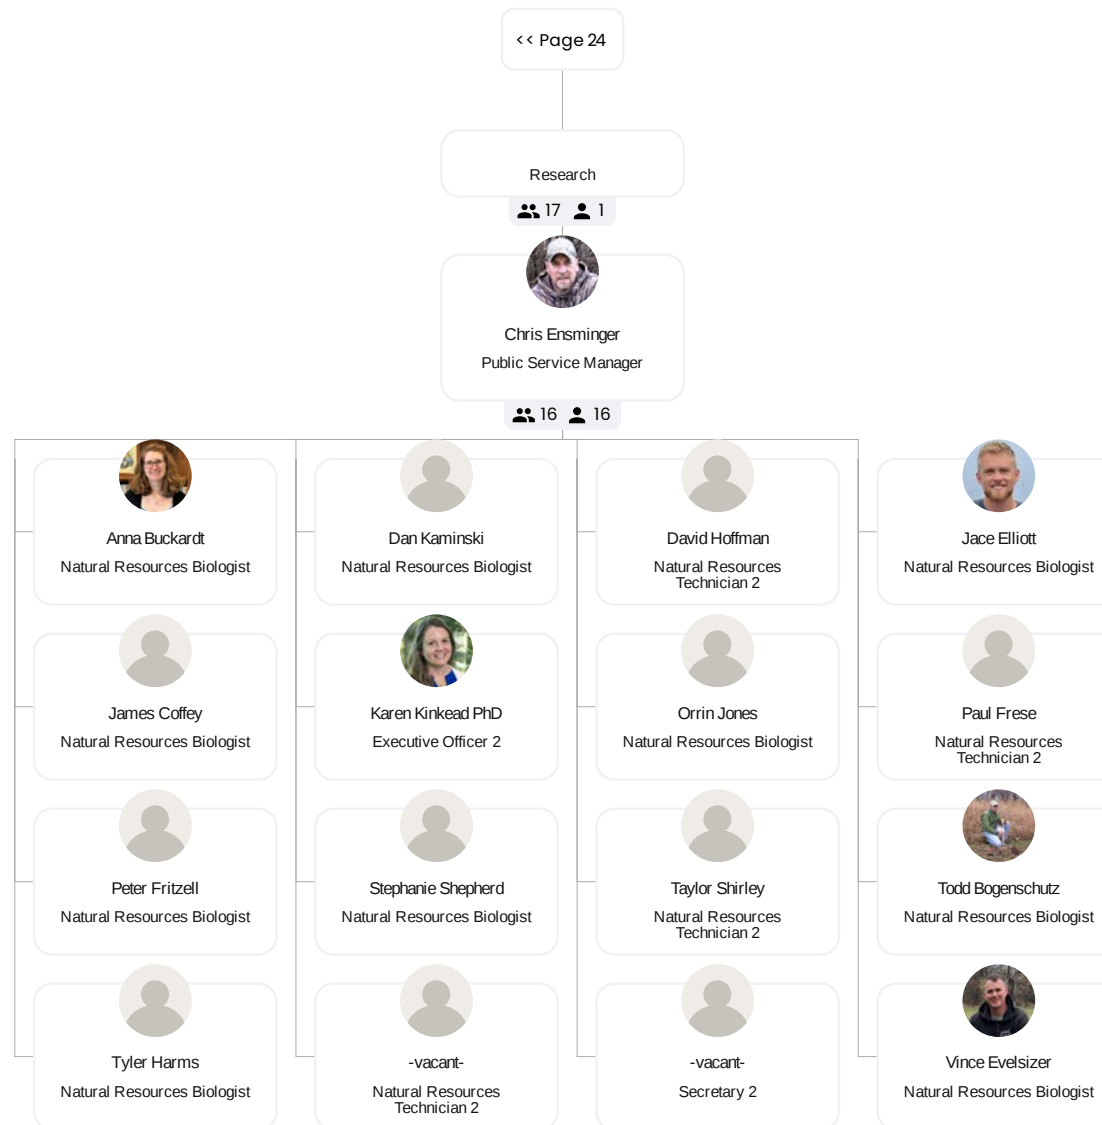 << Page 24
Research
17 1
Chris Ensminger
Public Service Manager
16 16
Anna Buckardt
Natural Resources Biologist
Dan Kaminski
Natural Resources Biologist
David Hoffman
Natural Resources
Technician 2
Jace Elliott
Natural Resources Biologist
James Coffey
Natural Resources Biologist
Karen Kinkead PhD
Executive Officer 2
Orrin Jones
Natural Resources Biologist
Paul Frese
Natural Resources
Technician 2
Peter Fritzell
Natural Resources Biologist
Stephanie Shepherd
Natural Resources Biologist
Taylor Shirley
Natural Resources
Technician 2
Todd Bogenschutz
Natural Resources Biologist
Tyler Harms
Natural Resources Biologist
-vacant-
Natural Resources
Technician 2
-vacant-
Secretary 2
Vince Evelsizer
Natural Resources Biologist